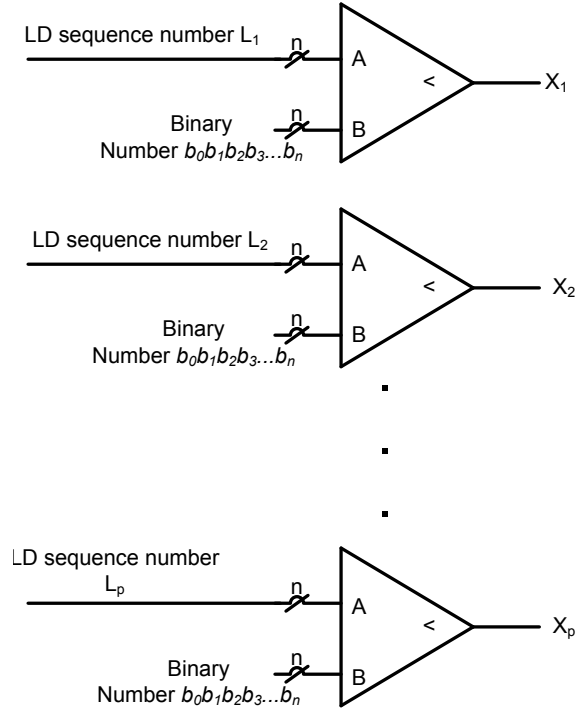 LD sequence number L₁
n
A
<
X₁
Binary
Number b₀b₁b₂b₃...bₙ
n
B
LD sequence number L₂
n
A
<
X₂
Binary
Number b₀b₁b₂b₃...bₙ
n
B
LD sequence number
Lₚ
n
A
<
Xₚ
Binary
Number b₀b₁b₂b₃...bₙ
n
B